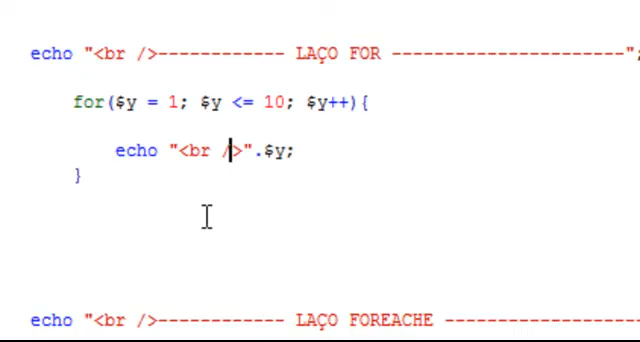 echo "<br />------------ LAÇO FOR ----------------------";
for($y = 1; $y <= 10; $y++){
echo "<br />".$y;
}
echo "<br />------------ LAÇO FOREACHE -------------------